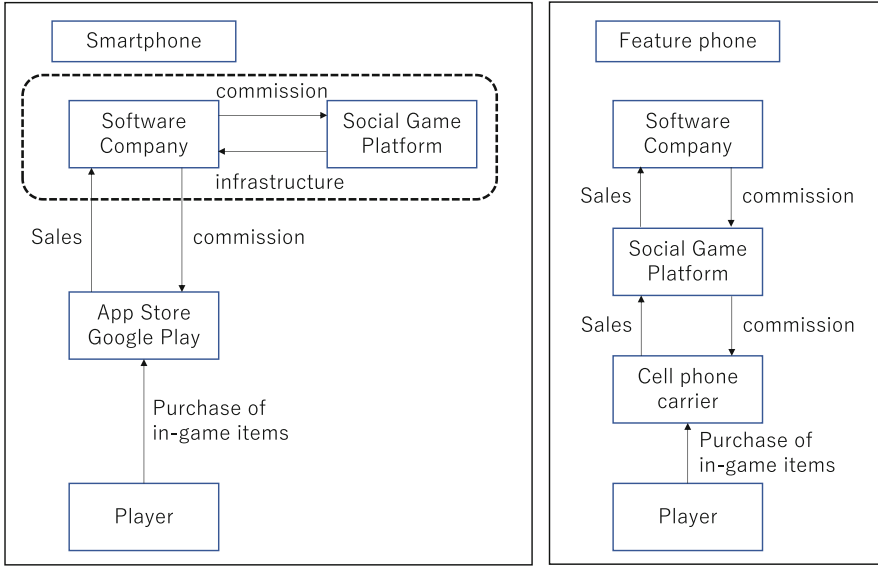 Smartphone
commission
Software
Company
Social Game
Platform
infrastructure
Sales
commission
App Store
Google Play
Purchase of
in-game items
Player
Feature phone
Software
Company
Sales
commission
Social Game
Platform
Sales
commission
Cell phone
carrier
Purchase of
in-game items
Player